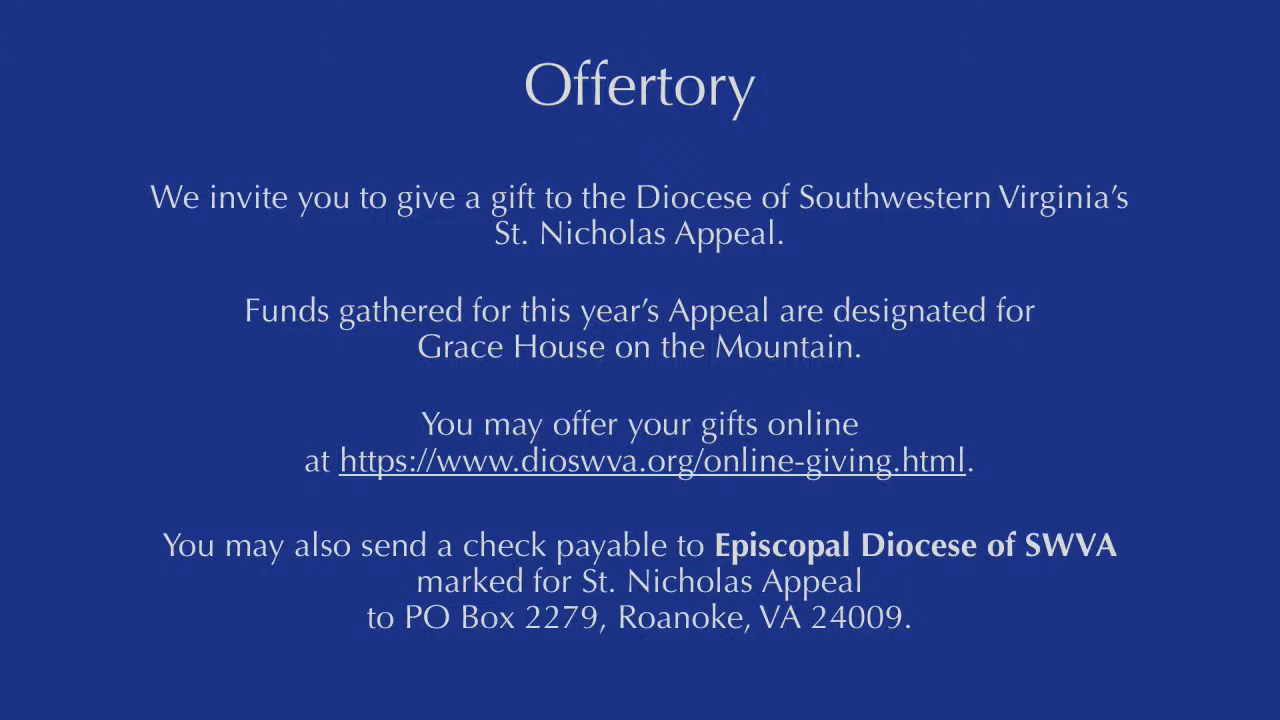 Offertory
We invite you to give a gift to the Diocese of Southwestern Virginia’s
St. Nicholas Appeal.
Funds gathered for this year’s Appeal are designated for
Grace House on the Mountain.
You may offer your gifts online
at https://www.dioswva.org/online-giving.html.
You may also send a check payable to Episcopal Diocese of SWVA
marked for St. Nicholas Appeal
to PO Box 2279, Roanoke, VA 24009.